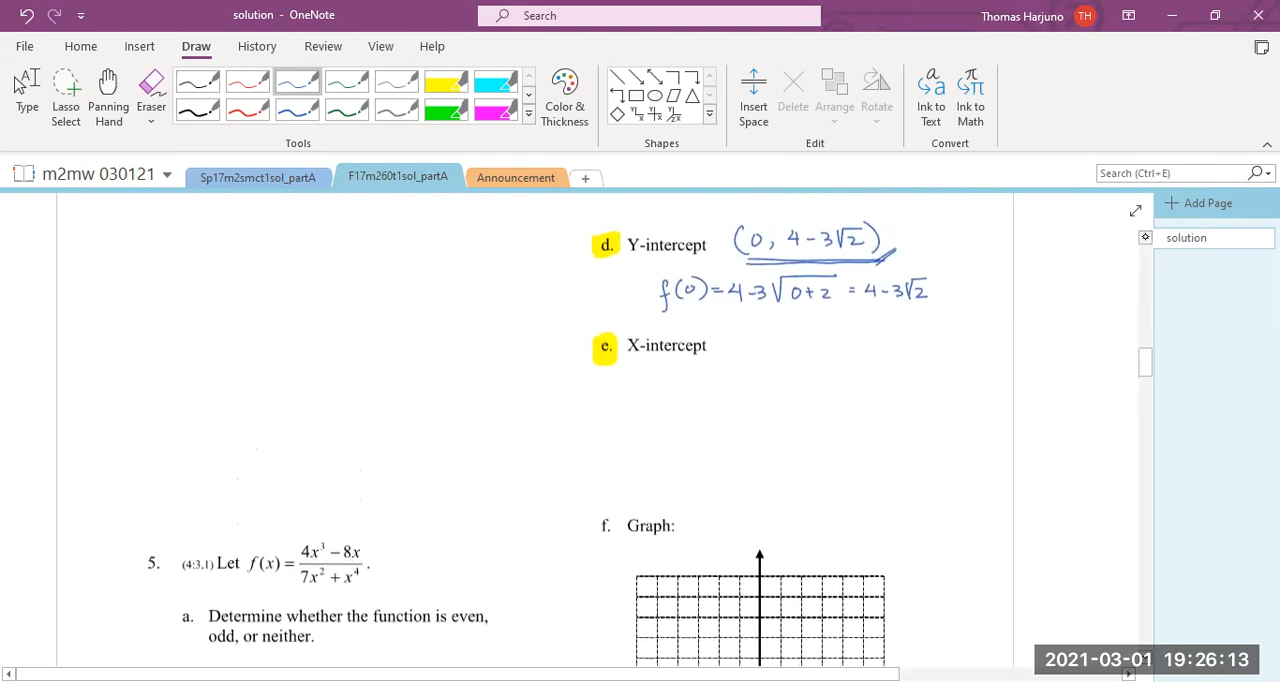 solution - OneNote
Search
Thomas Harjuno
TH
File
Home
Insert
Draw
History
Review
View
Help
Type
Lasso
Select
Panning
Hand
Eraser
Color &
Thickness
Insert
Space
Delete
Arrange
Rotate
Ink to
Text
Ink to
Math
Tools
Shapes
Edit
Convert
m2mw 030121
Sp17m2smct1sol_partA
F17m260t1sol_partA
Announcement
Search (Ctrl+E)
Add Page
solution
d. Y-intercept (0, 4-3√2)
f(0)=4-3√(0+2) = 4-3√2
e. X-intercept
f. Graph:
5. (4:3,1) Let f(x) = (4x³ − 8x)/(7x² + x⁴).
a. Determine whether the function is even,
odd, or neither.
2021-03-01 19:26:13